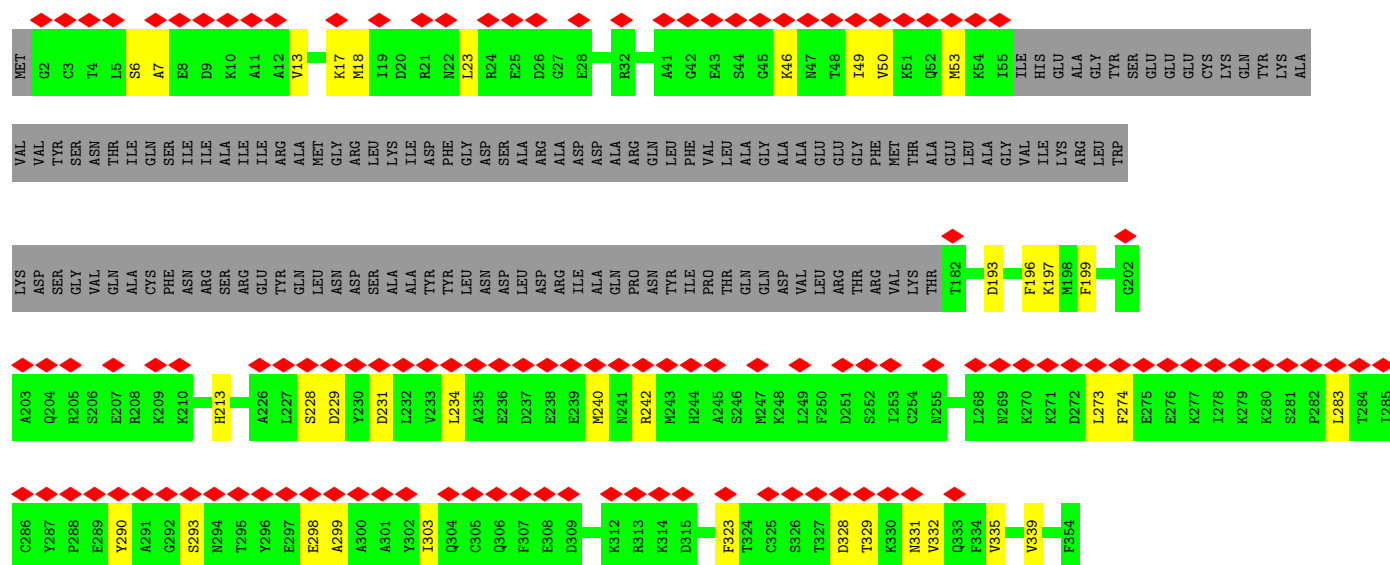 MET G2 C3 T4 L5 S6 A7 E8 D9 K10 A11 A12 V13 K17 M18 I19 D20 R21 N22 L23 R24 E25 D26 G27 E28 R32 A41 G42 E43 S44 G45 K46 N47 T48 I49 V50 K51 Q52 M53 K54 I55 ILE HIS GLU ALA GLY TYR SER GLU GLU GLU CYS LYS GLN TYR LYS ALA
VAL VAL TYR SER ASN THR ILE GLN SER ILE ILE ALA ILE ILE ARG ALA MET GLY ARG LEU LYS ILE ASP PHE GLY ASP SER ALA ARG ALA ASP ASP ALA ARG GLN LEU PHE VAL LEU ALA GLY ALA ALA GLU GLU GLY PHE MET THR ALA GLU LEU ALA GLY VAL ILE LYS ARG LEU TRP
LYS ASP SER GLY VAL GLN ALA CYS PHE ASN ARG SER ARG GLU TYR GLN LEU ASN ASP SER ALA ALA TYR TYR LEU ASN ASP LEU ASP ARG ILE ALA GLN PRO ASN TYR ILE PRO THR GLN GLN ASP VAL LEU ARG THR ARG VAL LYS THR T182 D193 F196 K197 M198 F199 G202
A203 Q204 R205 S206 E207 R208 K209 K210 H213 A226 L227 S228 D229 Y230 D231 L232 V233 L234 A235 E236 D237 E238 E239 M240 N241 R242 M243 H244 A245 S246 M247 K248 L249 F250 D251 S252 I253 C254 N255 L268 N269 K270 K271 D272 L273 F274 E275 E276 K277 I278 K279 K280 S281 P282 L283 T284 I285
C286 Y287 P288 E289 Y290 A291 G292 S293 N294 T295 Y296 E297 E298 A299 A300 A301 Y302 I303 Q304 C305 Q306 F307 E308 D309 K312 R313 K314 D315 F323 T324 C325 S326 T327 D328 T329 K330 N331 V332 Q333 F334 V335 V339 F354